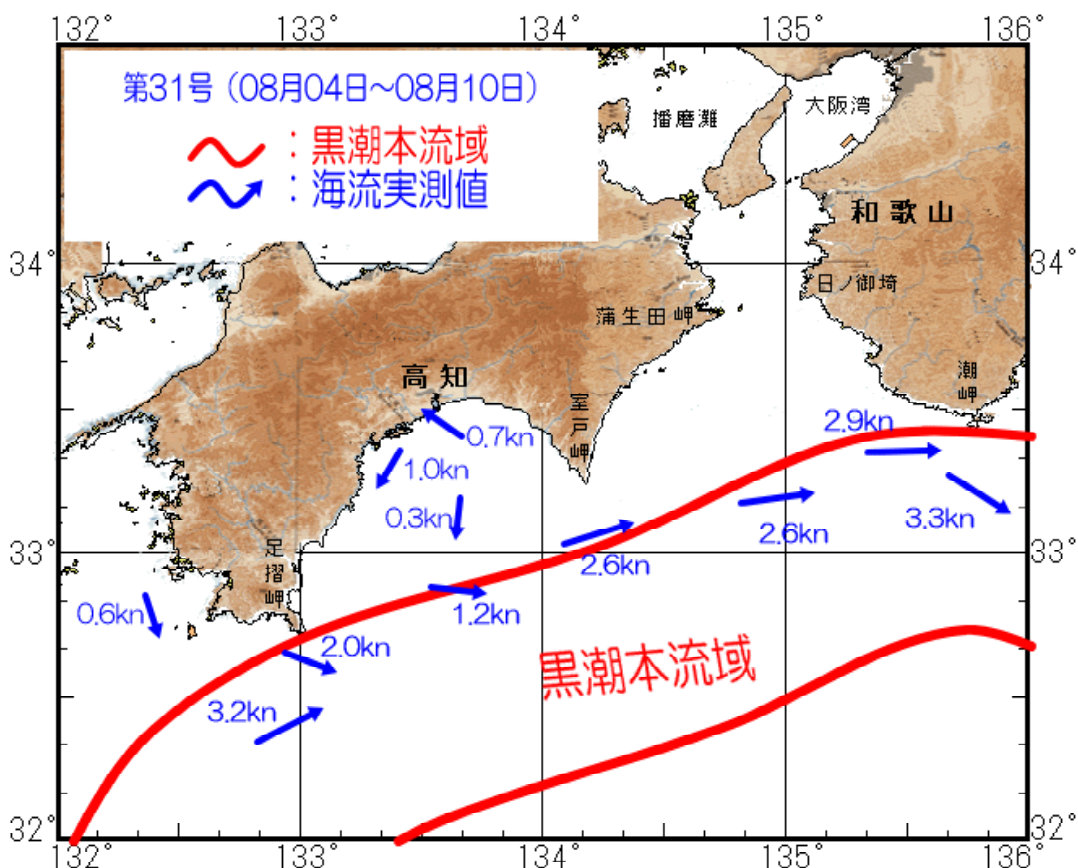 132° 133° 134° 135° 136°
第31号（08月04日～08月10日）
：黒潮本流域
：海流実測値
播磨灘
大阪湾
和歌山
34° 34°
日ノ御埼
蒲生田岬
高知
室戸岬
潮岬
2.9kn
0.7kn
1.0kn
0.3kn
3.3kn
2.6kn
33° 33°
足摺岬
2.6kn
0.6kn
1.2kn
2.0kn
黒潮本流域
3.2kn
32° 32°
132° 133° 134° 135° 136°